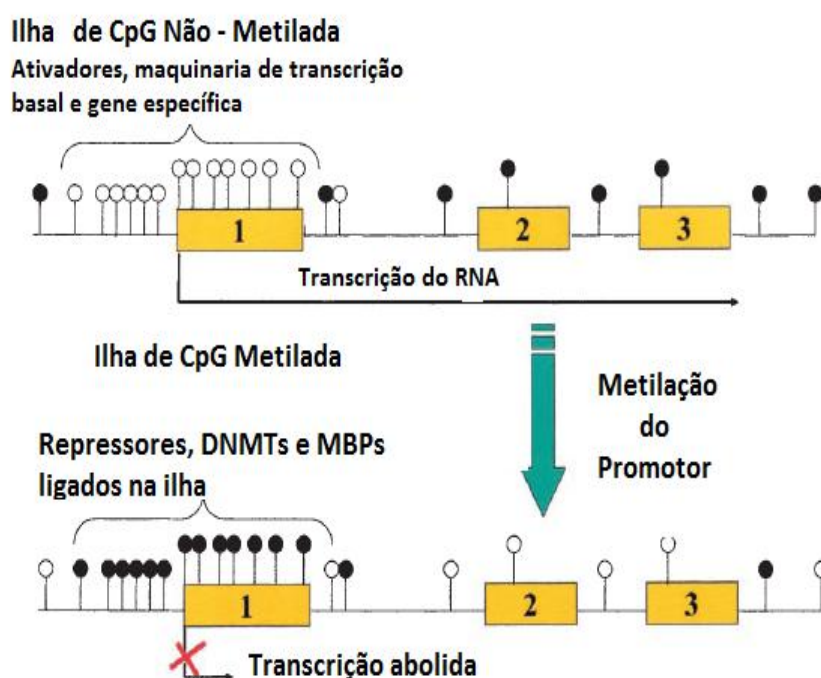 Ilha de CpG Não - Metilada
Ativadores, maquinaria de transcrição
basal e gene específica
1
2
3
Transcrição do RNA
Ilha de CpG Metilada
Metilação
do
Promotor
Repressores, DNMTs e MBPs
ligados na ilha
1
2
3
Transcrição abolida